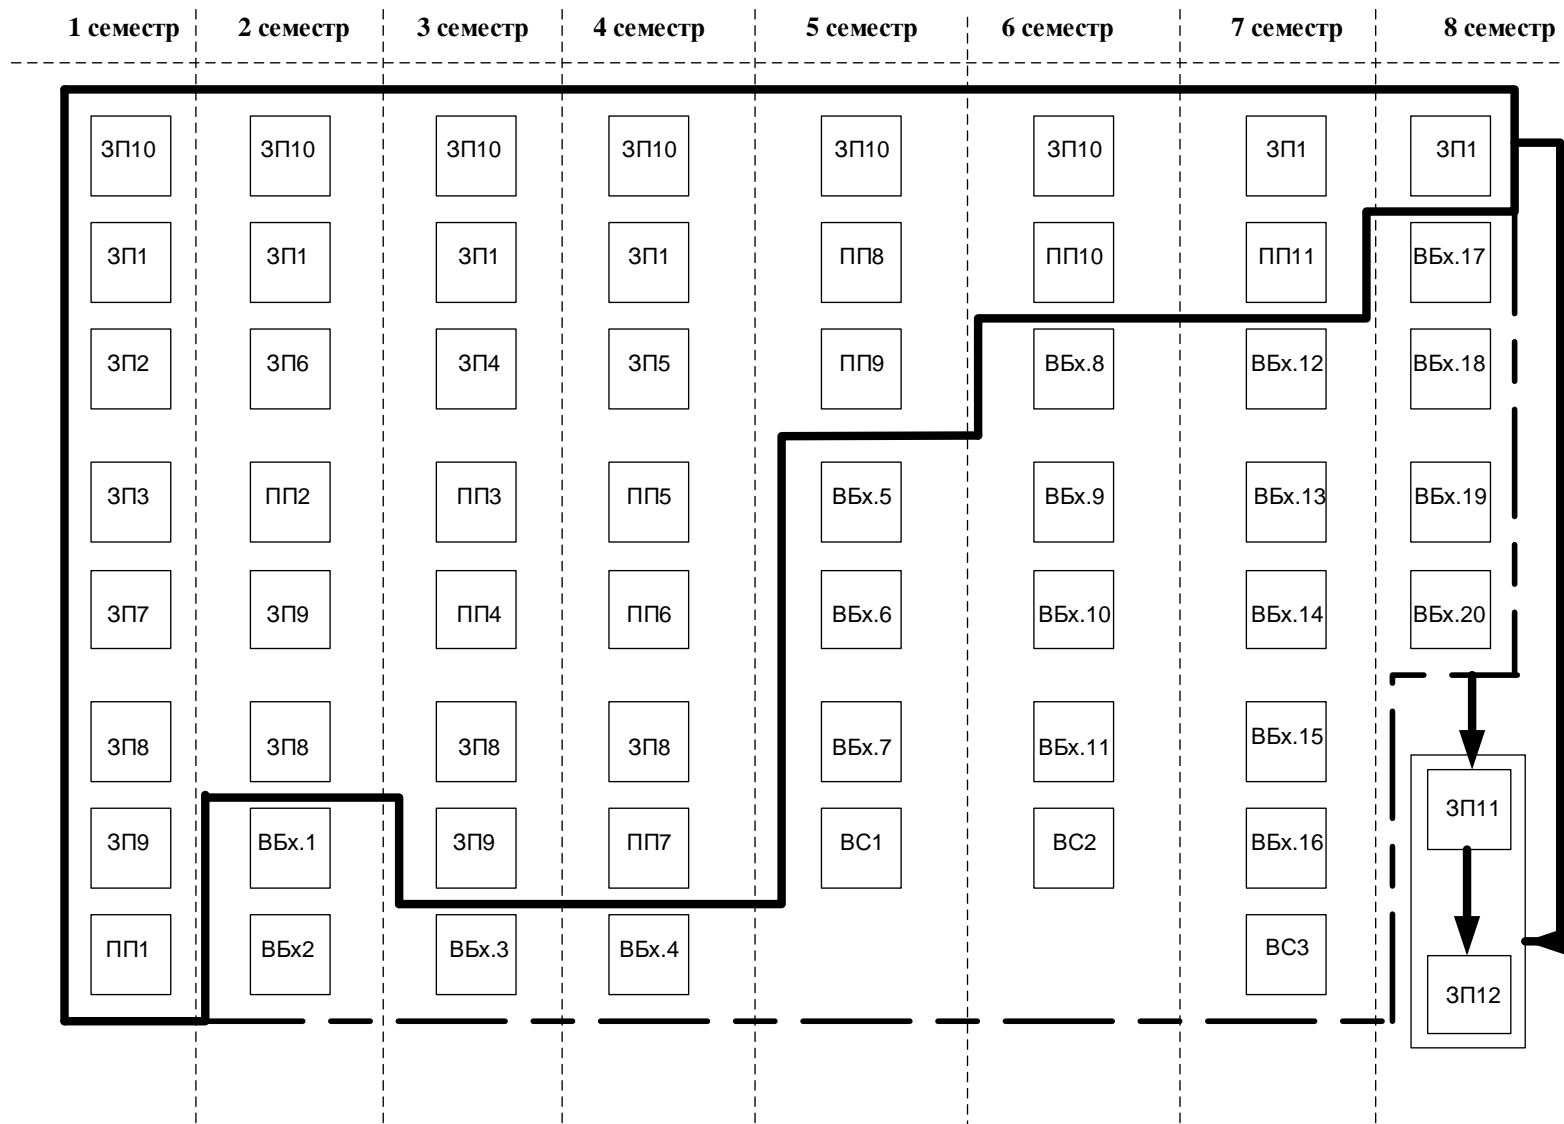 1 семестр 2 семестр 3 семестр 4 семестр 5 семестр 6 семестр 7 семестр 8 семестр
ЗП10 ЗП10 ЗП10 ЗП10 ЗП10 ЗП10 ЗП1 ЗП1
ЗП1 ЗП1 ЗП1 ЗП1 ПП8 ПП10 ПП11 ВБх.17
ЗП2 ЗП6 ЗП4 ЗП5 ПП9 ВБх.8 ВБх.12 ВБх.18
ЗП3 ПП2 ПП3 ПП5 ВБх.5 ВБх.9 ВБх.13 ВБх.19
ЗП7 ЗП9 ПП4 ПП6 ВБх.6 ВБх.10 ВБх.14 ВБх.20
ЗП8 ЗП8 ЗП8 ЗП8 ВБх.7 ВБх.11 ВБх.15
ЗП11
ЗП9 ВБх.1 ЗП9 ПП7 ВС1 ВС2 ВБх.16
ПП1 ВБх2 ВБх.3 ВБх.4 ВС3
ЗП12